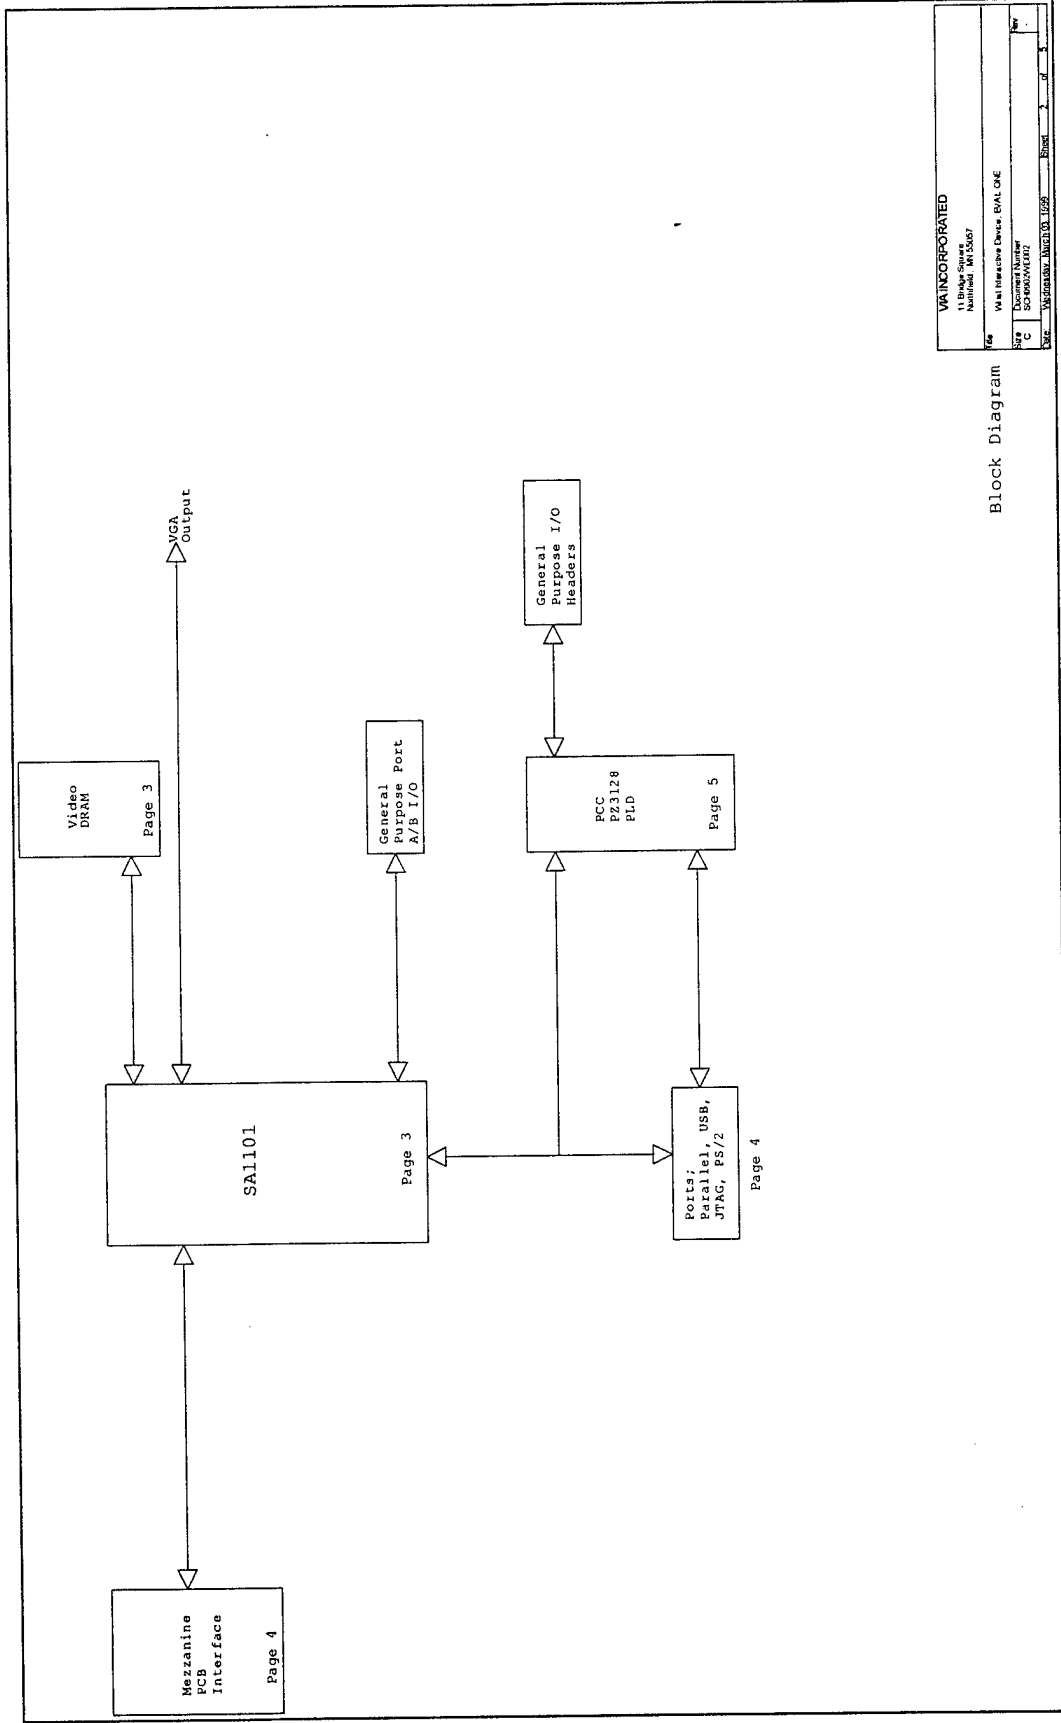 Mezzanine
PCB
Interface
Page 4
SA1101
Page 3
Video
DRAM
Page 3
VGA
Output
General
Purpose Port
A/B I/O
PCC
PZ3128
PLD
Page 5
General
Purpose I/O
Headers
Ports;
Parallel, USB,
JTAG, PS/2
Page 4
Block Diagram
VIA INCORPORATED
11 Bridge Square
Northfield, MN 55057
Title
Wrist Interactive Device, EVAL ONE
Size
C
Document Number
Rev
Date: Wednesday, March 03, 1999
Sheet 2 of 5